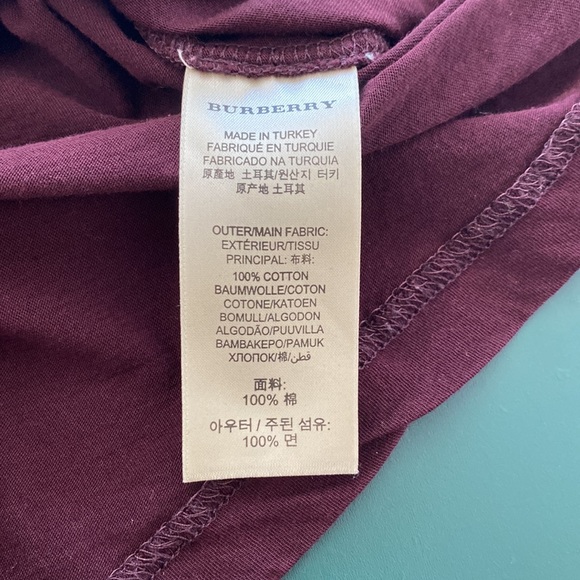 BURBERRY
MADE IN TURKEY
FABRIQUÉ EN TURQUIE
FABRICADO NA TURQUIA
原產地 土耳其/원산지 터키
原产地 土耳其
OUTER/MAIN FABRIC:
EXTÉRIEUR/TISSU
PRINCIPAL: 布料:
100% COTTON
BAUMWOLLE/COTON
COTONE/KATOEN
BOMULL/ALGODON
ALGODÃO/PUUVILLA
BAMBAKEPO/PAMUK
ХЛОПОК/棉/قطن
面料:
100% 棉
아우터 / 주된 섬유:
100% 면